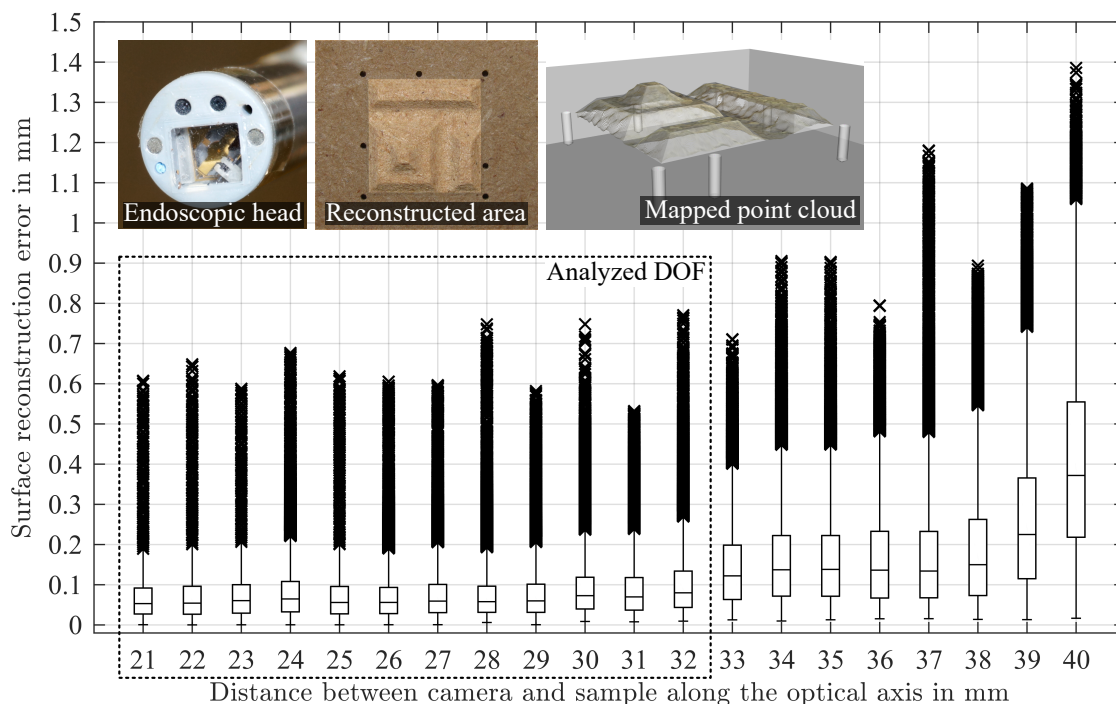 1.5
1.4
1.3
1.2
1.1
1
0.9
0.8
0.7
0.6
0.5
0.4
0.3
0.2
0.1
0
Surface reconstruction error in mm
Endoscopic head
Reconstructed area
Mapped point cloud
Analyzed DOF
21 22 23 24 25 26 27 28 29 30 31 32 33 34 35 36 37 38 39 40
Distance between camera and sample along the optical axis in mm